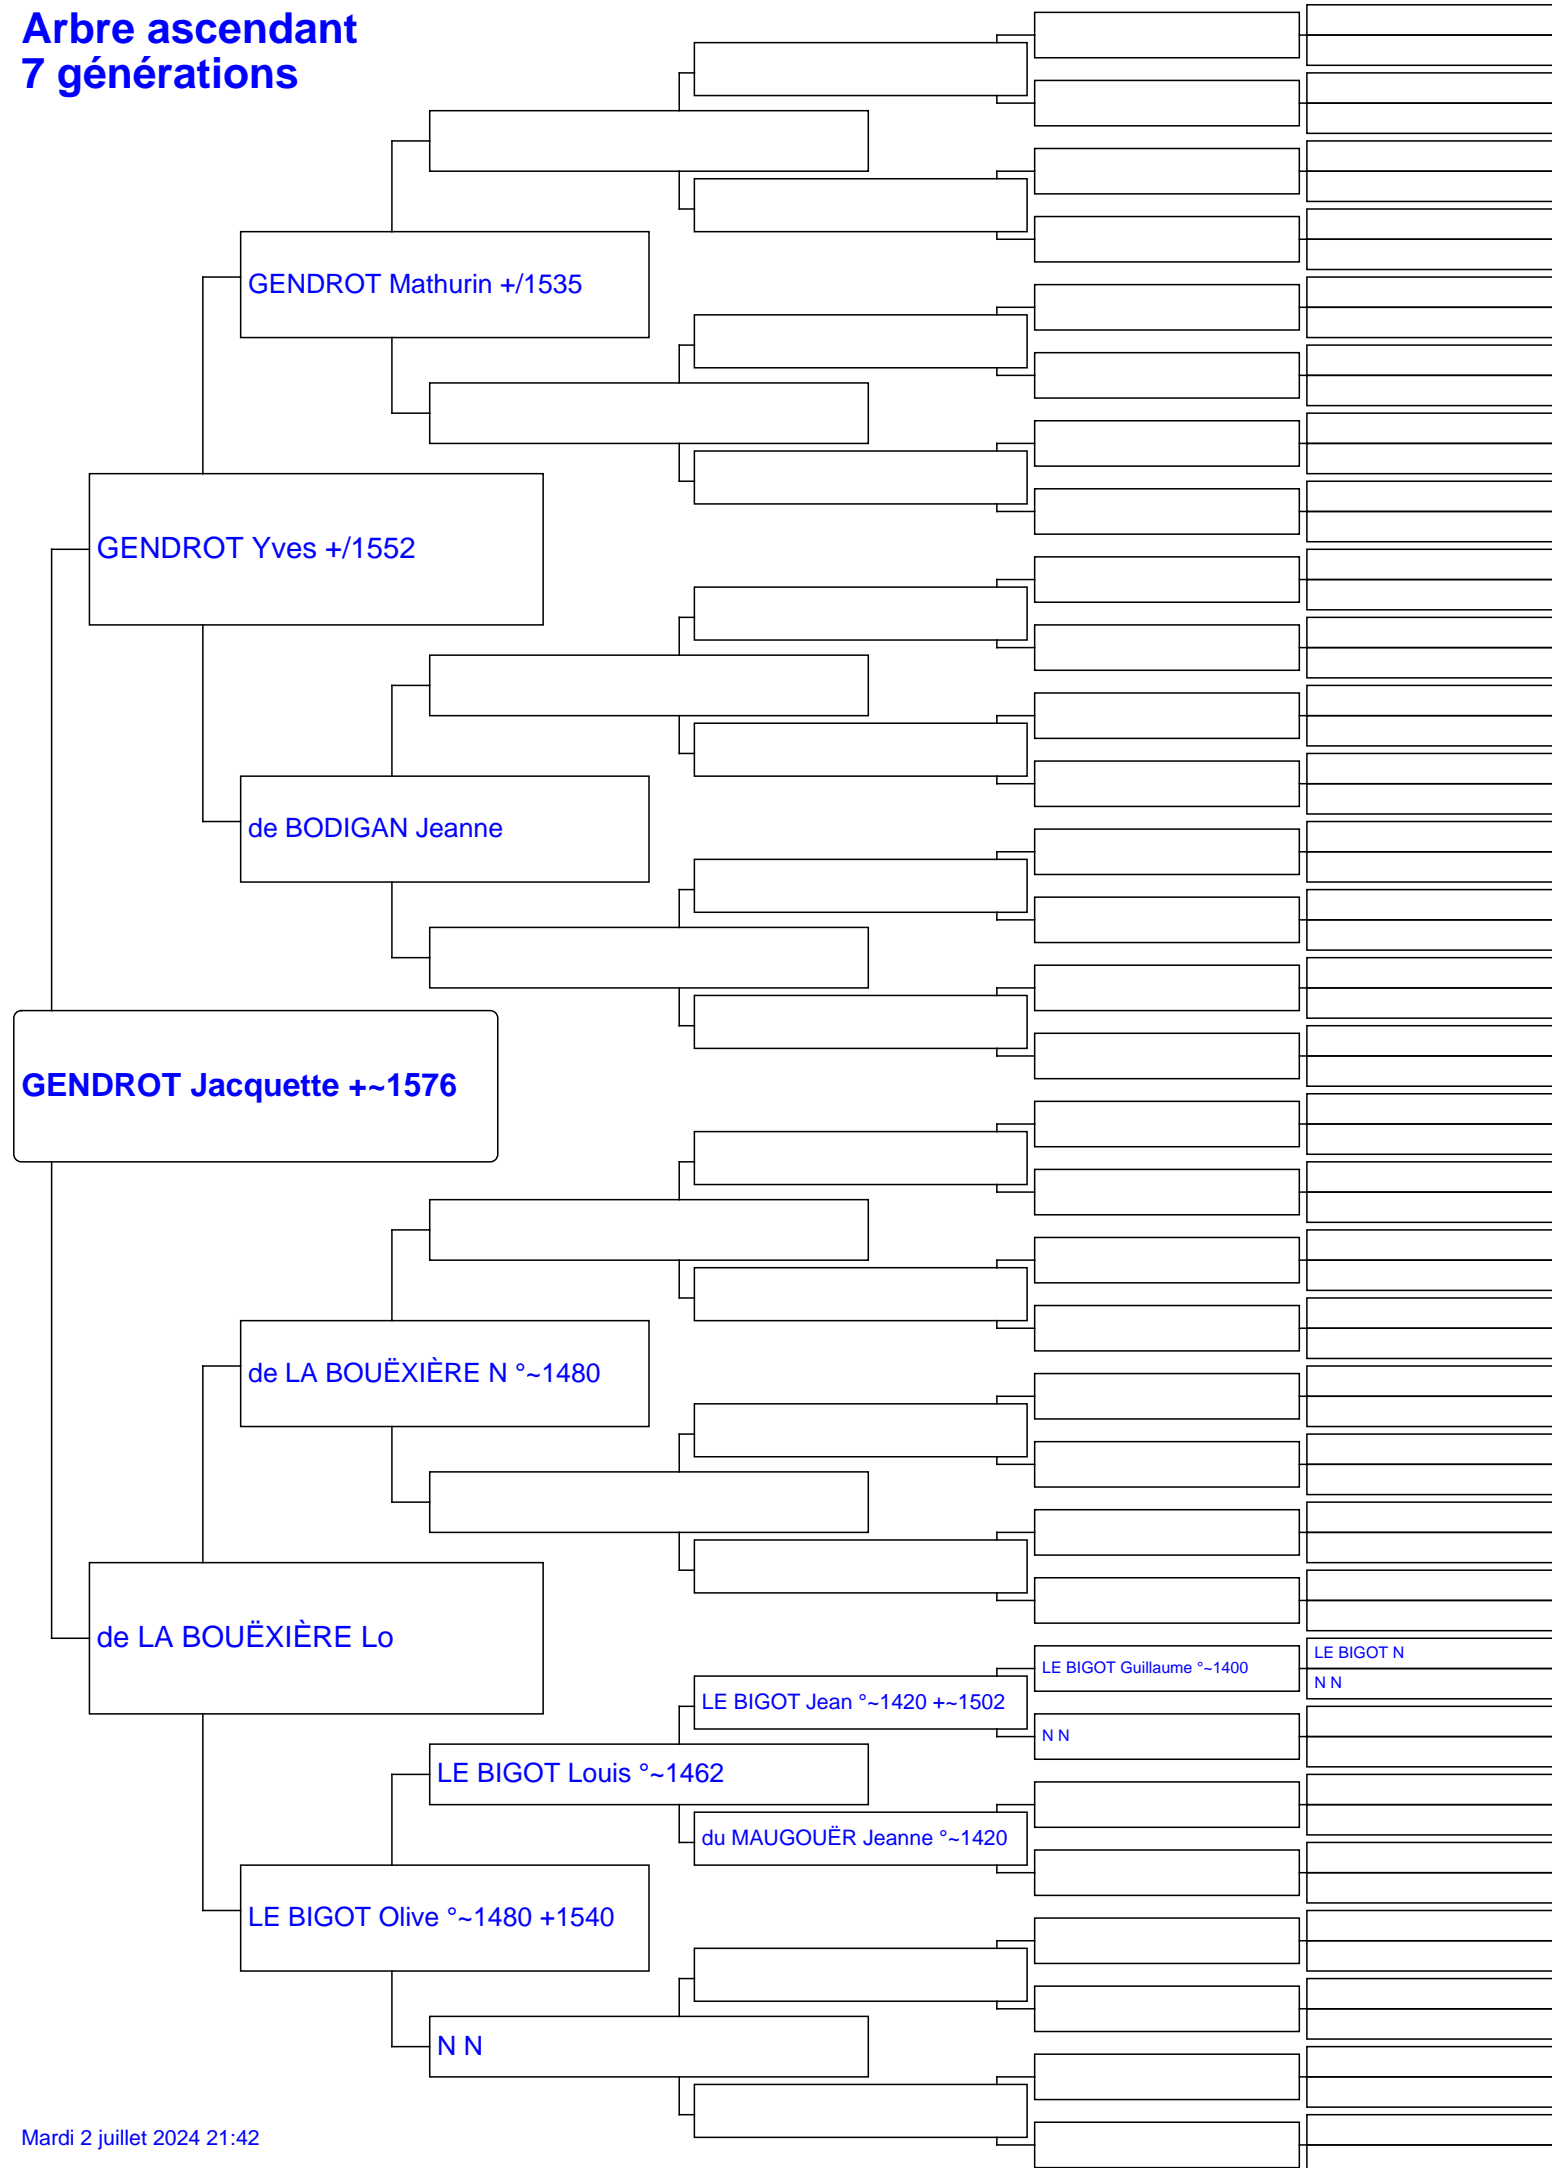 Arbre ascendant
7 générations
GENDROT Mathurin +/1535
GENDROT Yves +/1552
de BODIGAN Jeanne
GENDROT Jacquette +~1576
de LA BOUËXIÈRE N °~1480
de LA BOUËXIÈRE Lo
LE BIGOT Guillaume °~1400
LE BIGOT N
N N
LE BIGOT Jean °~1420 +~1502
N N
LE BIGOT Louis °~1462
du MAUGOUËR Jeanne °~1420
LE BIGOT Olive °~1480 +1540
N N
Mardi 2 juillet 2024 21:42